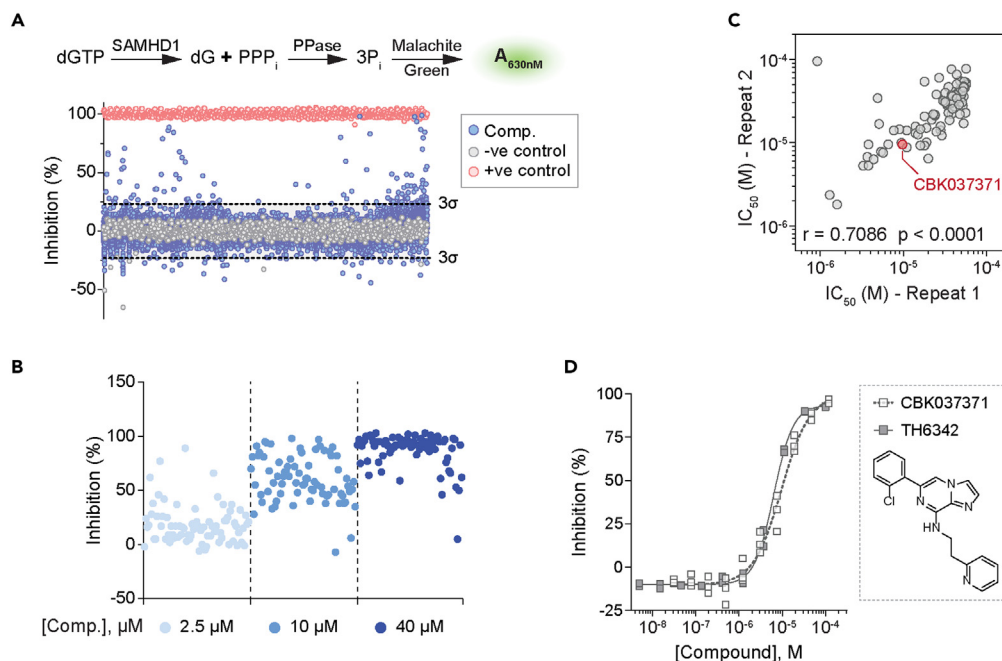 A
dGTP SAMHD1 dG + PPPi PPase 3Pi Malachite Green A630nM
Inhibition (%)
100
50
0
-50
3σ
3σ
Comp.
-ve control
+ve control
B
Inhibition (%)
150
100
50
0
-50
[Comp.], µM 2.5 µM 10 µM 40 µM
C
IC50 (M) - Repeat 2
10-4
10-5
10-6
CBK037371
r = 0.7086 p < 0.0001
10-6 10-5 10-4
IC50 (M) - Repeat 1
D
Inhibition (%)
100
75
50
25
0
-25
10-8 10-7 10-6 10-5 10-4
[Compound], M
CBK037371
TH6342
Cl
N
N
N
HN
N